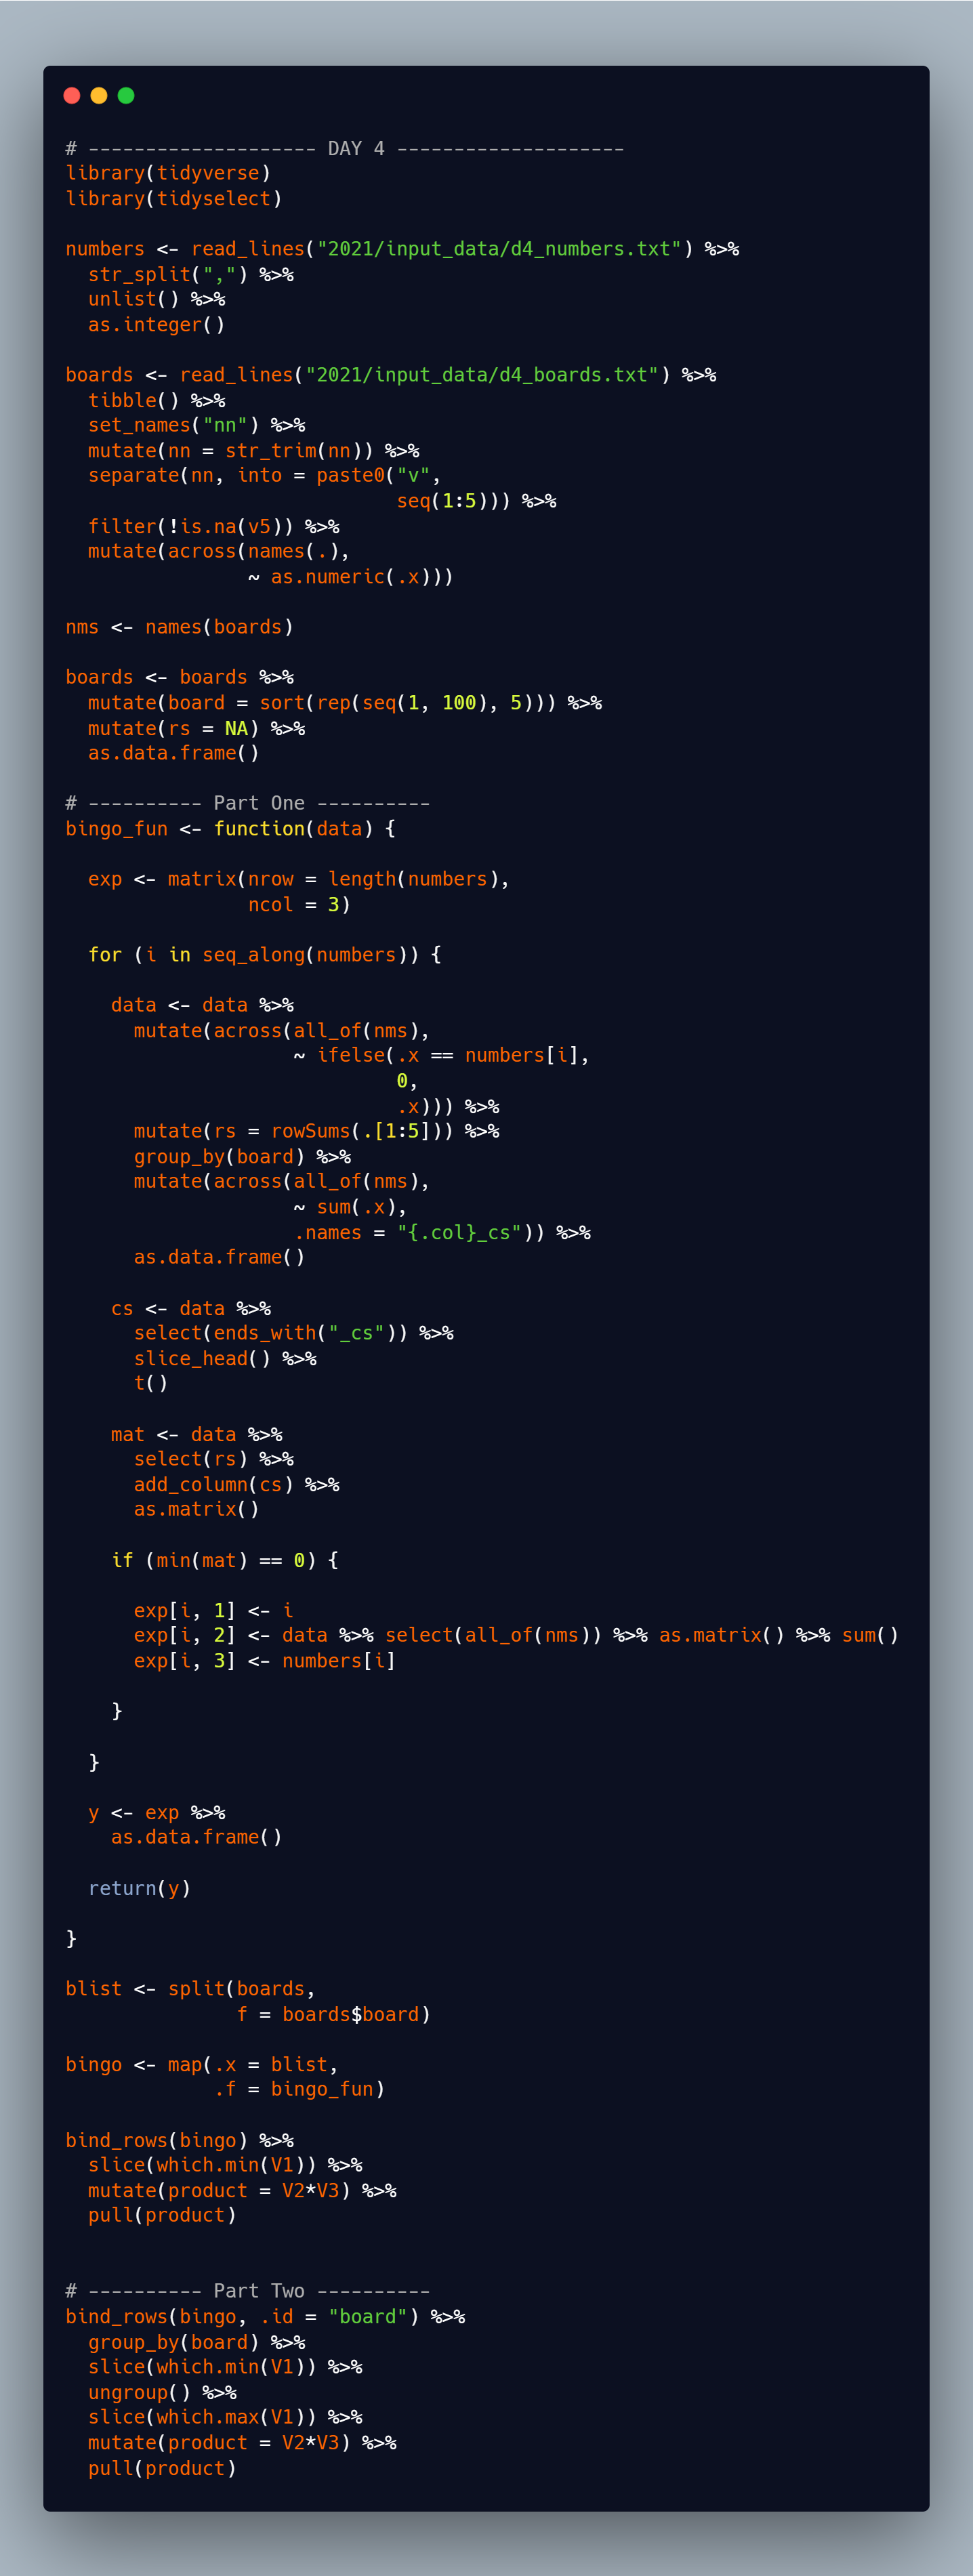 # -------------------- DAY 4 --------------------
library(tidyverse)
library(tidyselect)

numbers <- read_lines("2021/input_data/d4_numbers.txt") %>%
  str_split(",") %>%
  unlist() %>%
  as.integer()

boards <- read_lines("2021/input_data/d4_boards.txt") %>%
  tibble() %>%
  set_names("nn") %>%
  mutate(nn = str_trim(nn)) %>%
  separate(nn, into = paste0("v",
                             seq(1:5))) %>%
  filter(!is.na(v5)) %>%
  mutate(across(names(.),
                ~ as.numeric(.x)))

nms <- names(boards)

boards <- boards %>%
  mutate(board = sort(rep(seq(1, 100), 5))) %>%
  mutate(rs = NA) %>%
  as.data.frame()

# ---------- Part One ----------
bingo_fun <- function(data) {

  exp <- matrix(nrow = length(numbers),
                ncol = 3)

  for (i in seq_along(numbers)) {

    data <- data %>%
      mutate(across(all_of(nms),
                    ~ ifelse(.x == numbers[i],
                             0,
                             .x))) %>%
      mutate(rs = rowSums(.[1:5])) %>%
      group_by(board) %>%
      mutate(across(all_of(nms),
                    ~ sum(.x),
                    .names = "{.col}_cs")) %>%
      as.data.frame()

    cs <- data %>%
      select(ends_with("_cs")) %>%
      slice_head() %>%
      t()

    mat <- data %>%
      select(rs) %>%
      add_column(cs) %>%
      as.matrix()

    if (min(mat) == 0) {

      exp[i, 1] <- i
      exp[i, 2] <- data %>% select(all_of(nms)) %>% as.matrix() %>% sum()
      exp[i, 3] <- numbers[i]

    }

  }

  y <- exp %>%
    as.data.frame()

  return(y)

}

blist <- split(boards,
               f = boards$board)

bingo <- map(.x = blist,
             .f = bingo_fun)

bind_rows(bingo) %>%
  slice(which.min(V1)) %>%
  mutate(product = V2*V3) %>%
  pull(product)


# ---------- Part Two ----------
bind_rows(bingo, .id = "board") %>%
  group_by(board) %>%
  slice(which.min(V1)) %>%
  ungroup() %>%
  slice(which.max(V1)) %>%
  mutate(product = V2*V3) %>%
  pull(product)